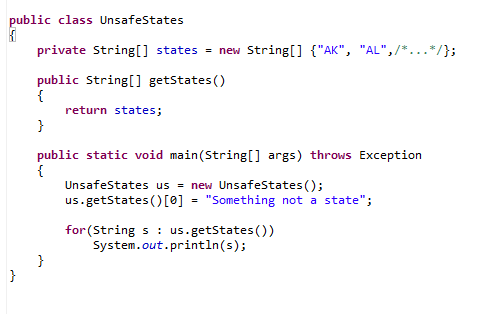 public class UnsafeStates
{
private String[] states = new String[] {"AK", "AL",/*...*/};
public String[] getStates()
{
return states;
}
public static void main(String[] args) throws Exception
{
UnsafeStates us = new UnsafeStates();
us.getStates()[0] = "Something not a state";
for(String s : us.getStates())
System.out.println(s);
}
}